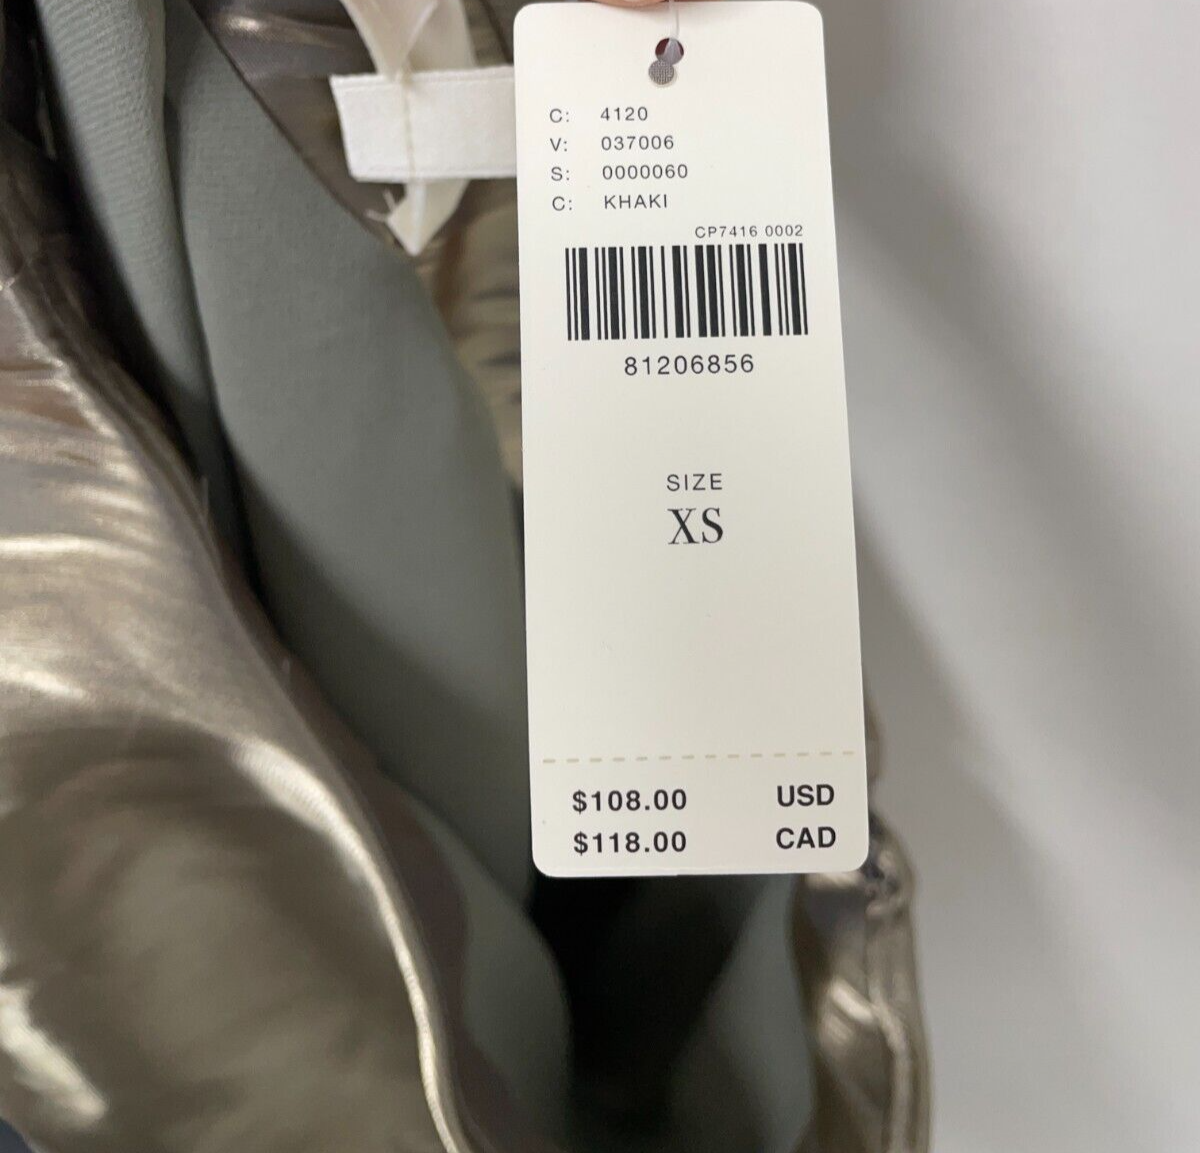 C: 4120
V: 037006
S: 0000060
C: KHAKI
CP7416 0002
81206856
SIZE
XS
$108.00 USD
$118.00 CAD